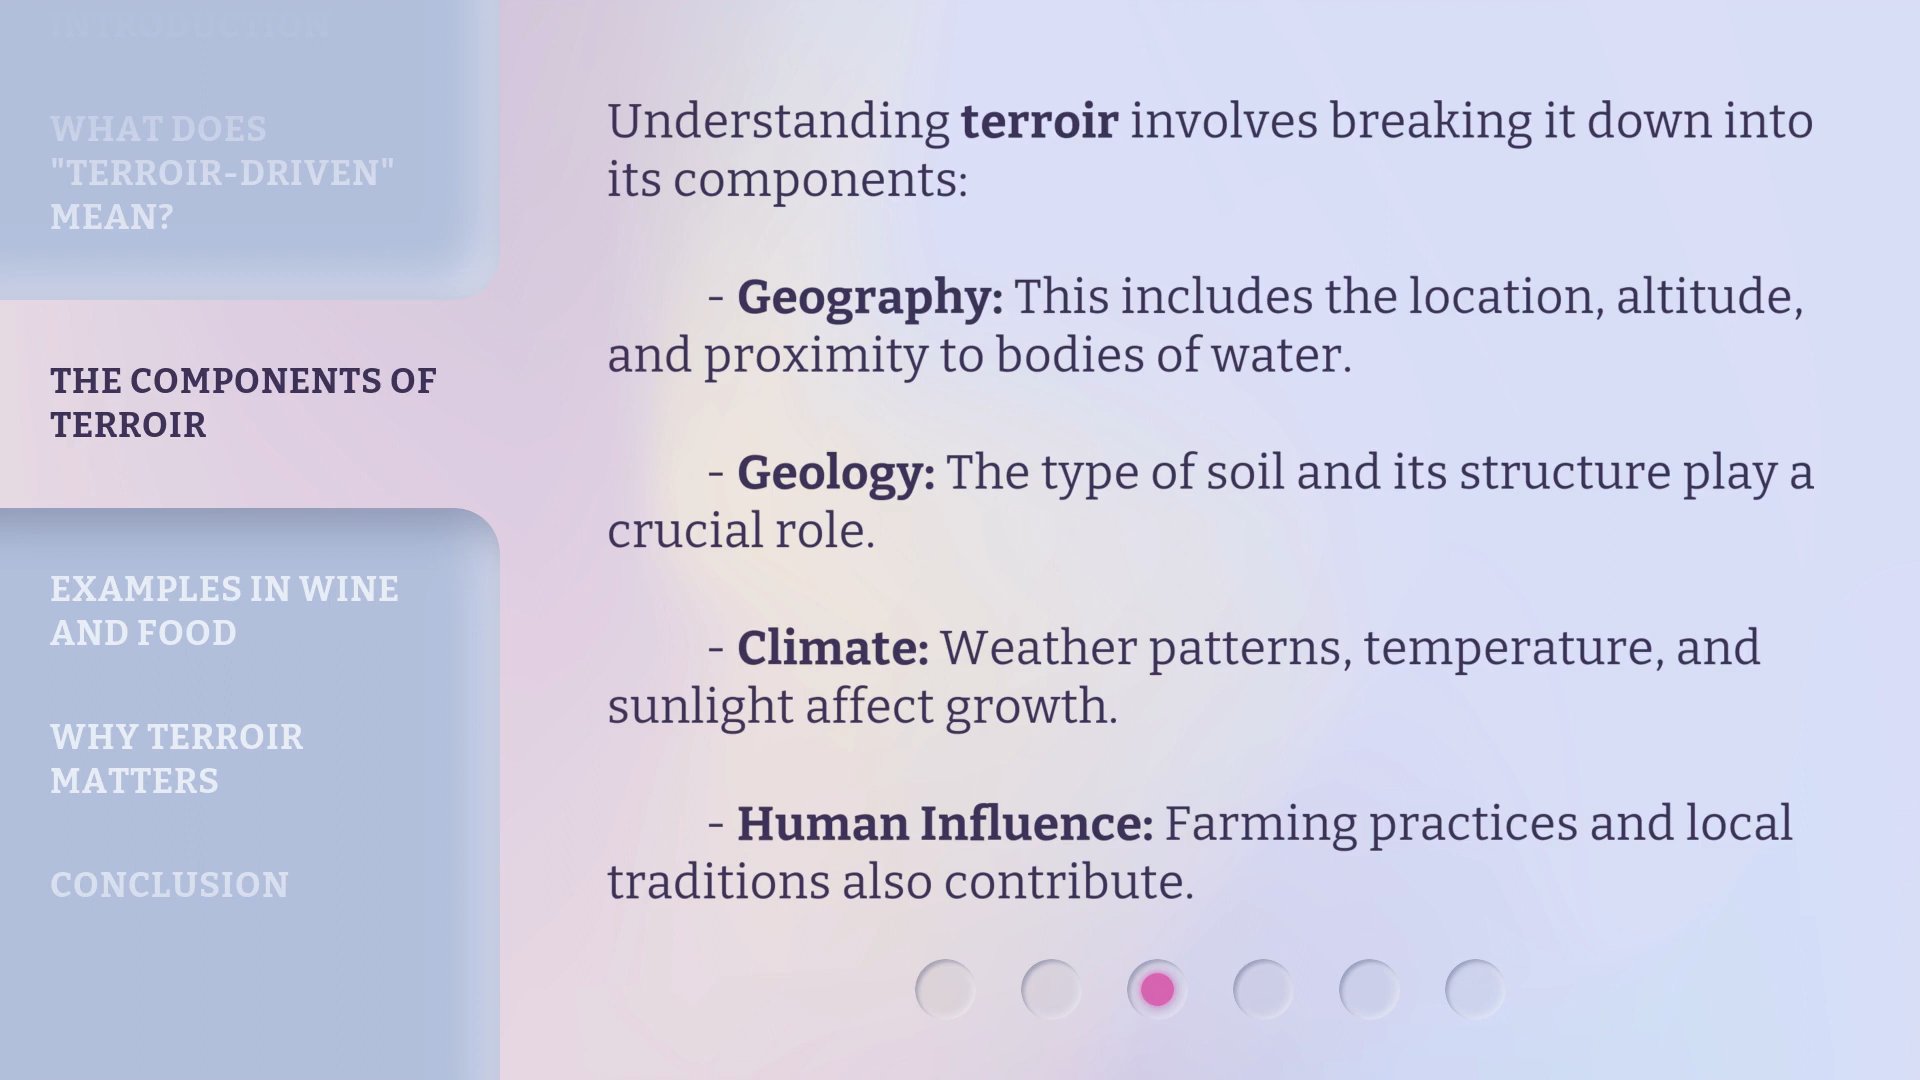 INTRODUCTION
WHAT DOES
"TERROIR-DRIVEN"
MEAN?
THE COMPONENTS OF
TERROIR
EXAMPLES IN WINE
AND FOOD
WHY TERROIR
MATTERS
CONCLUSION
Understanding terroir involves breaking it down into
its components:
- Geography: This includes the location, altitude,
and proximity to bodies of water.
- Geology: The type of soil and its structure play a
crucial role.
- Climate: Weather patterns, temperature, and
sunlight affect growth.
- Human Influence: Farming practices and local
traditions also contribute.